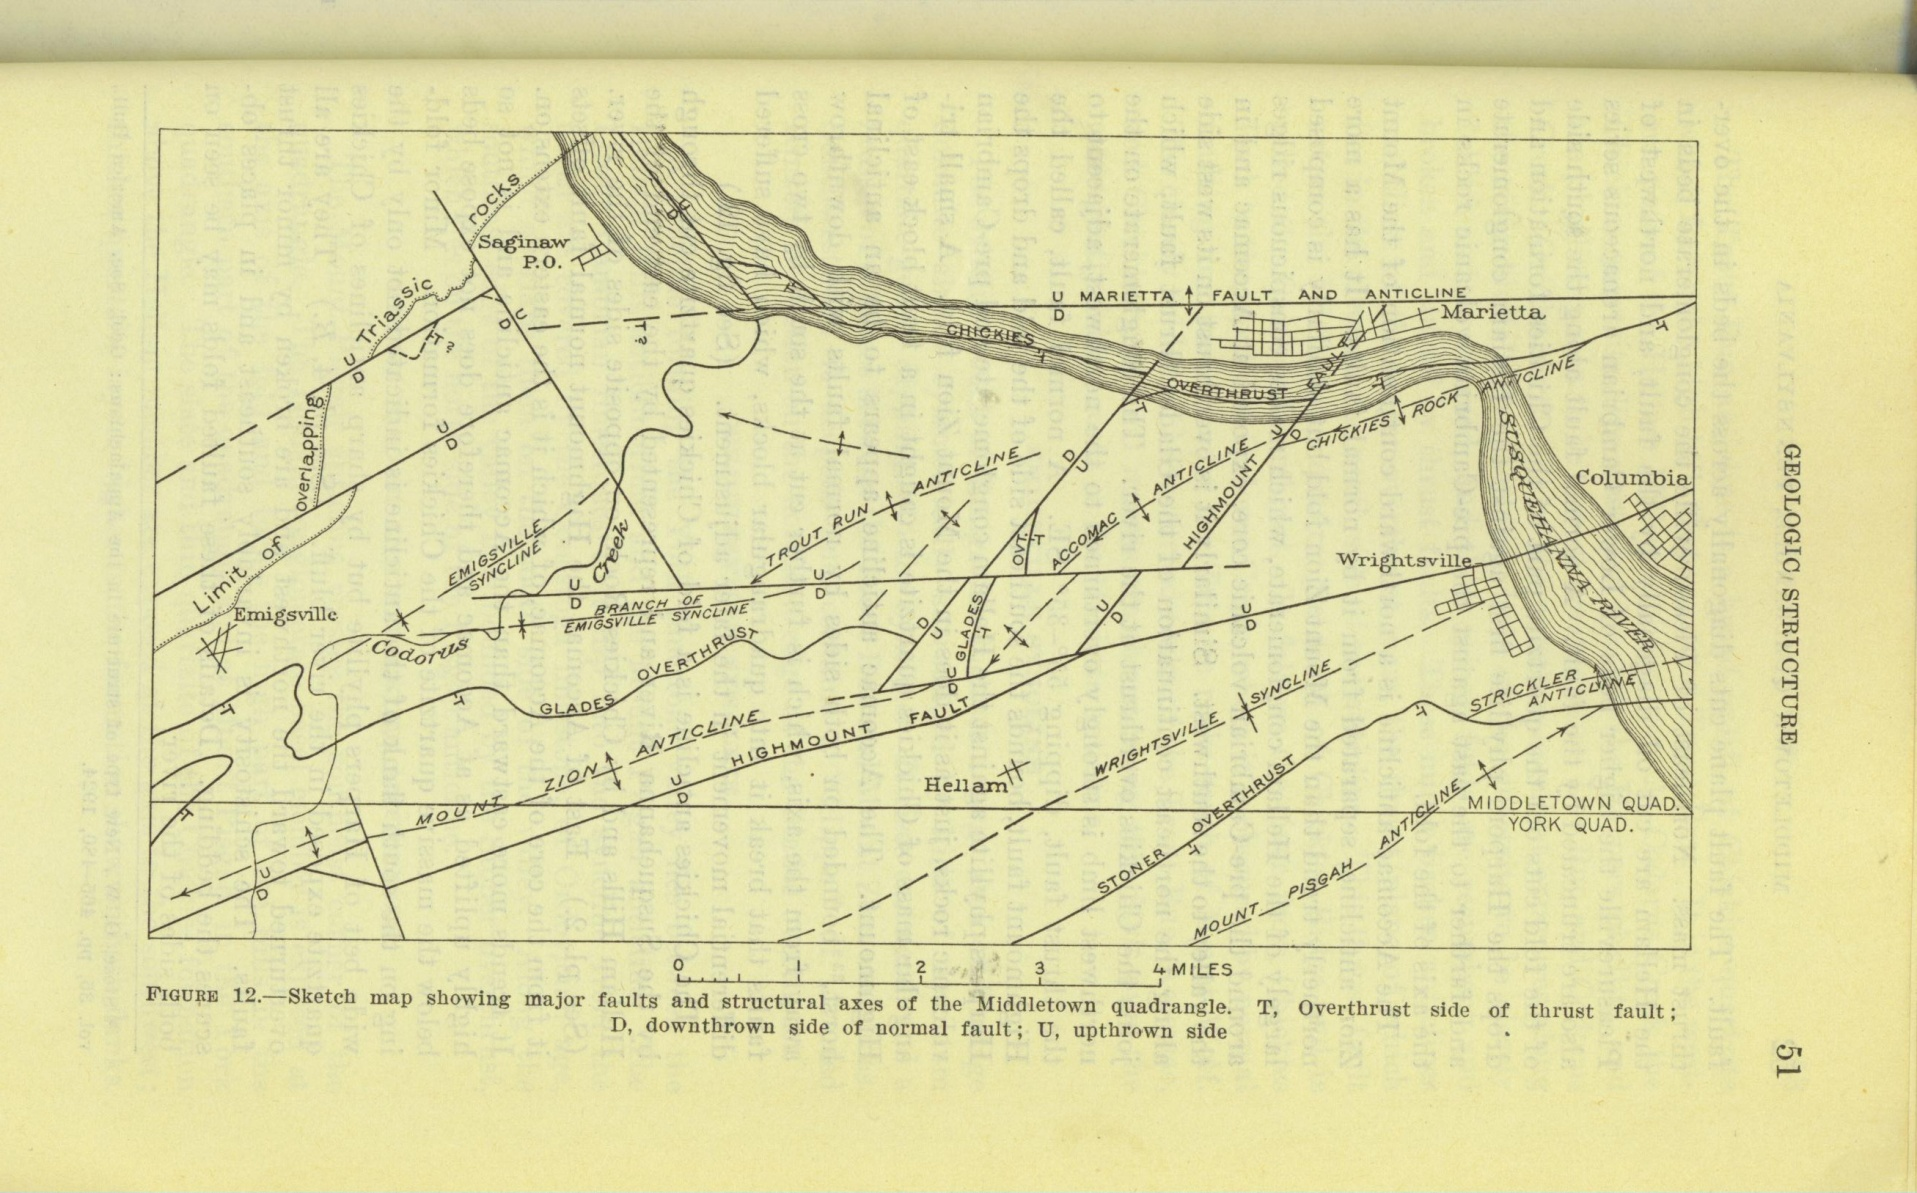 Triassic rocks
Saginaw
P.O.
U MARIETTA FAULT AND ANTICLINE
D
Marietta
CHICKIES
OVERTHRUST
FAULT
U
D
T?
D U
T?
U
D
overlapping
U
D
TROUT RUN ANTICLINE
D
U
ACCOMAC ANTICLINE
HIGHMOUNT
U
D
CHICKIES ROCK ANTICLINE
SUSQUEHANNA RIVER
Columbia
Wrightsville
Limit of
Emigsville
EMIGSVILLE
SYNCLINE
Creek
OVT.
T
U
D
BRANCH OF
EMIGSVILLE SYNCLINE
U
D
Codorus
GLADES OVERTHRUST
D
U
GLADES
T
U
D
U
D
U
D
STRICKLER
ANTICLINE
WRIGHTSVILLE SYNCLINE
MOUNT ZION ANTICLINE
HIGHMOUNT FAULT
U
D
Hellam
STONER OVERTHRUST
T
MOUNT PISGAH ANTICLINE
MIDDLETOWN QUAD.
YORK QUAD.
U
D
0 1 2 3 4 MILES
FIGURE 12.—Sketch map showing major faults and structural axes of the Middletown quadrangle. T, Overthrust side of thrust fault;
D, downthrown side of normal fault; U, upthrown side
GEOLOGIC STRUCTURE
51